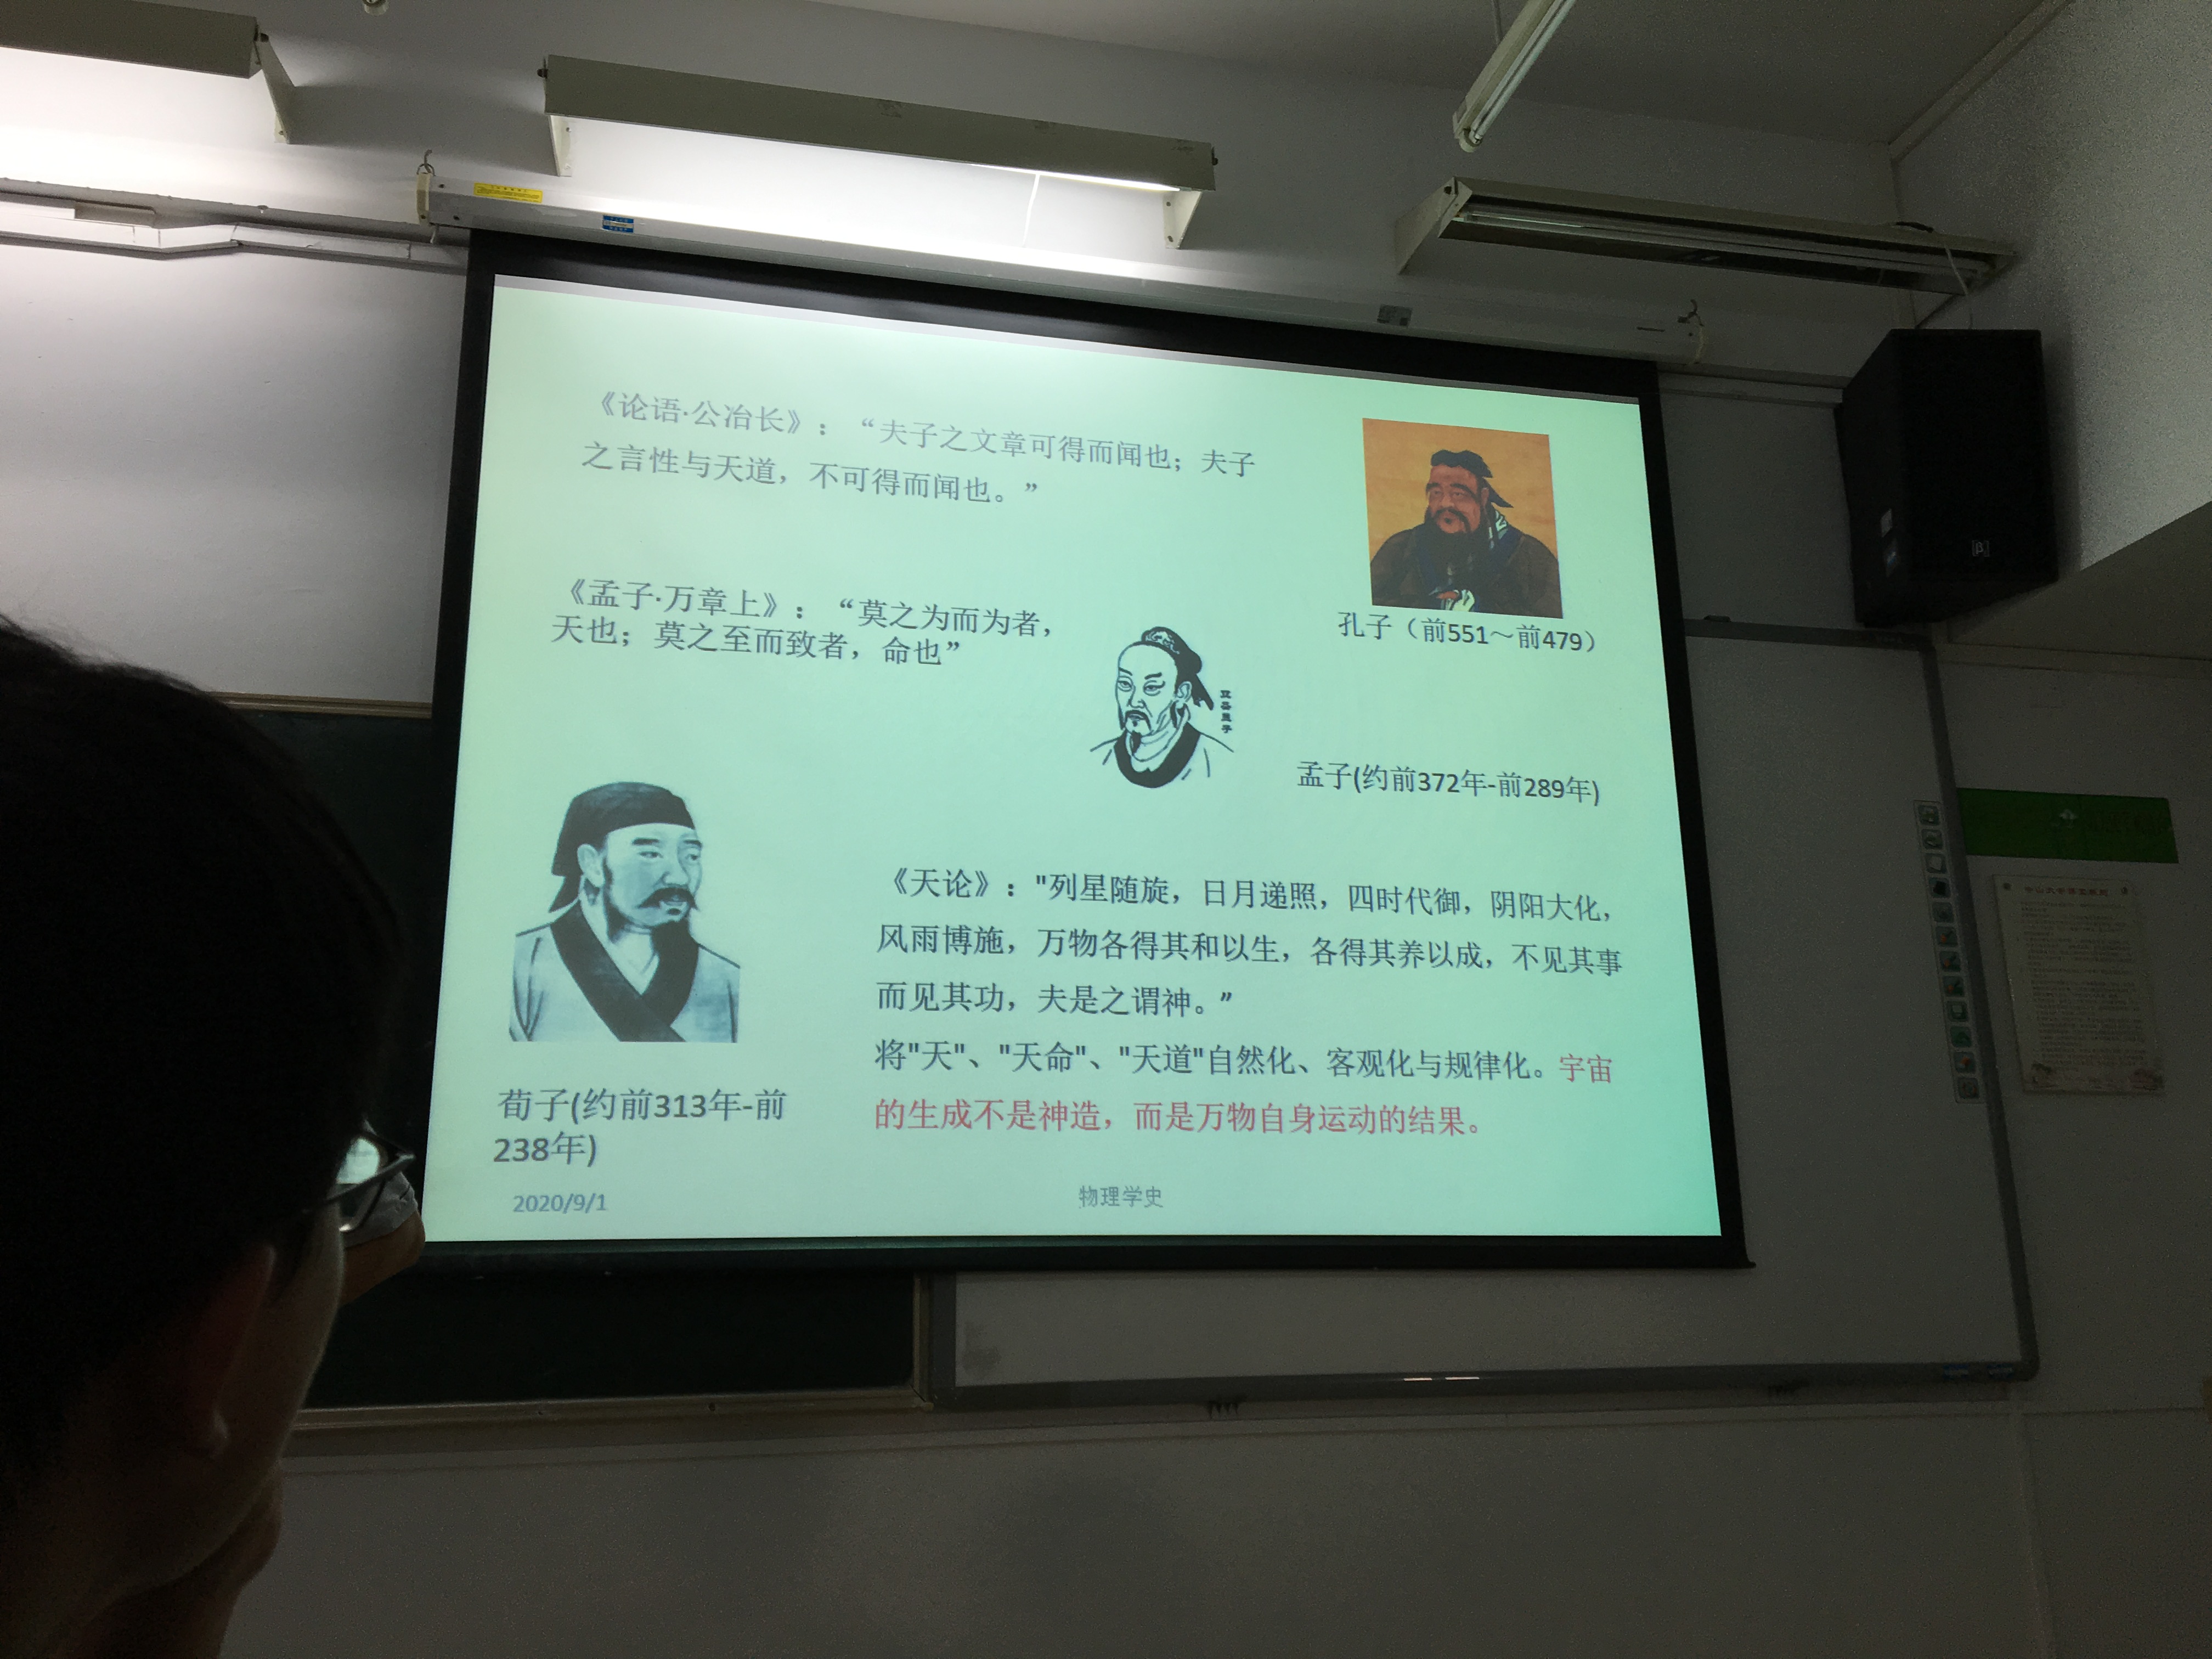 《论语·公冶长》：“夫子之文章可得而闻也；夫子
之言性与天道，不可得而闻也。”
孔子（前551～前479）
《孟子·万章上》：“莫之为而为者，
天也；莫之至而致者，命也”
孟子(约前372年-前289年)
《天论》："列星随旋，日月递照，四时代御，阴阳大化，
风雨博施，万物各得其和以生，各得其养以成，不见其事
而见其功，夫是之谓神。”
将"天"、"天命"、"天道"自然化、客观化与规律化。宇宙
的生成不是神造，而是万物自身运动的结果。
荀子(约前313年-前
238年)
2020/9/1
物理学史